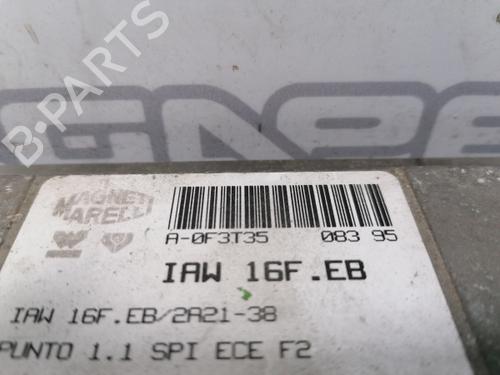 B-PARTS
MAGNETI
MARELLI
A-0F3T35 083 95
IAW 16F.EB
IAW 16F.EB/2A21-38
PUNTO 1.1 SPI ECE F2